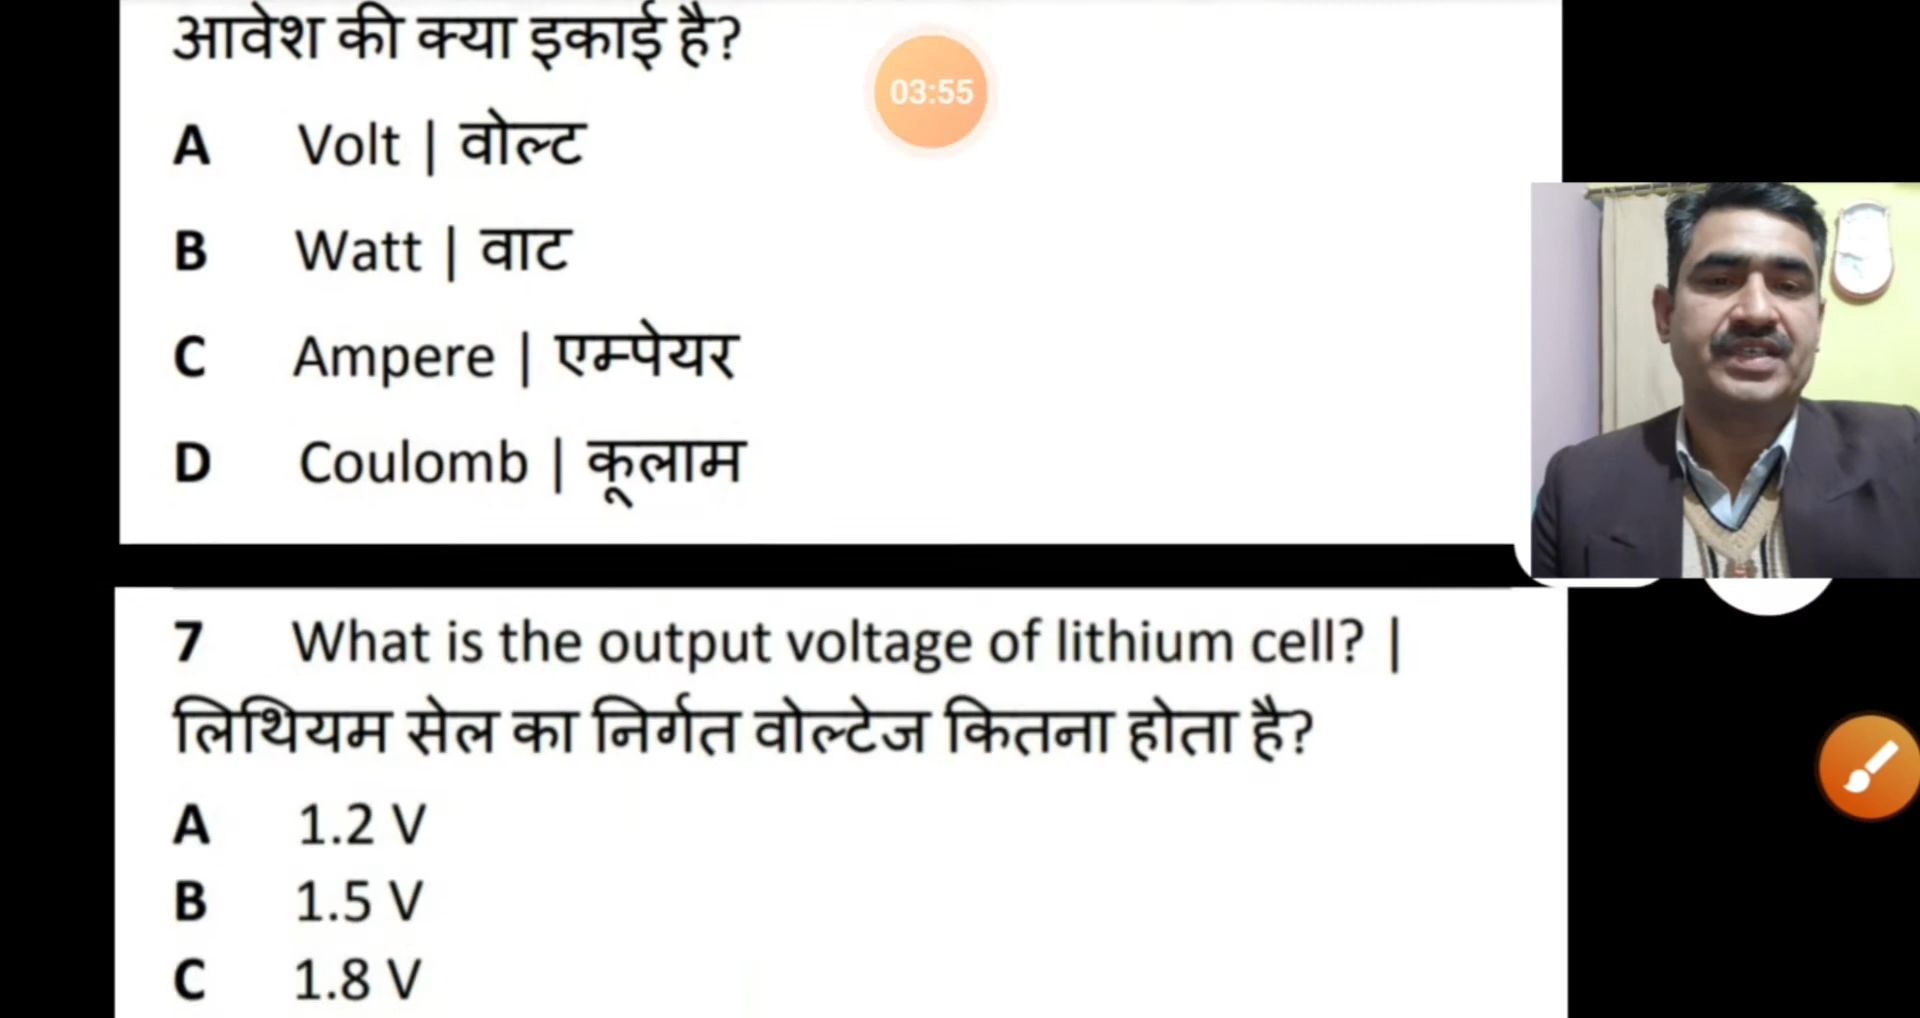 आवेश की क्या इकाई है?
03:55
A Volt | वोल्ट
B Watt | वाट
C Ampere | एम्पेयर
D Coulomb | कूलाम
7 What is the output voltage of lithium cell? |
लिथियम सेल का निर्गत वोल्टेज कितना होता है?
A 1.2 V
B 1.5 V
C 1.8 V